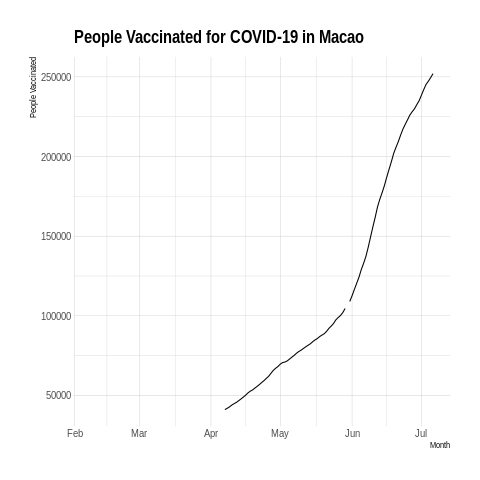 People Vaccinated for COVID-19 in Macao
People Vaccinated
250000
200000
150000
100000
50000
Feb Mar Apr May Jun Jul
Month